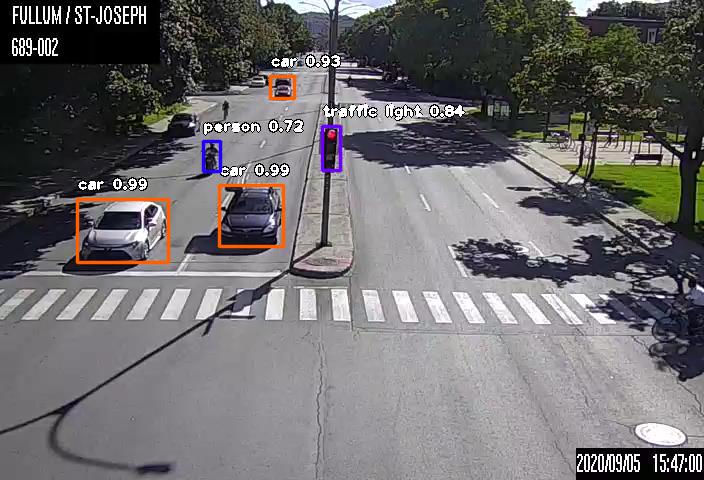 FULLUM / ST-JOSEPH
689-002
car 0.93
traffic light 0.84
person 0.72
car 0.99
car 0.99
2020/09/05 15:47:00